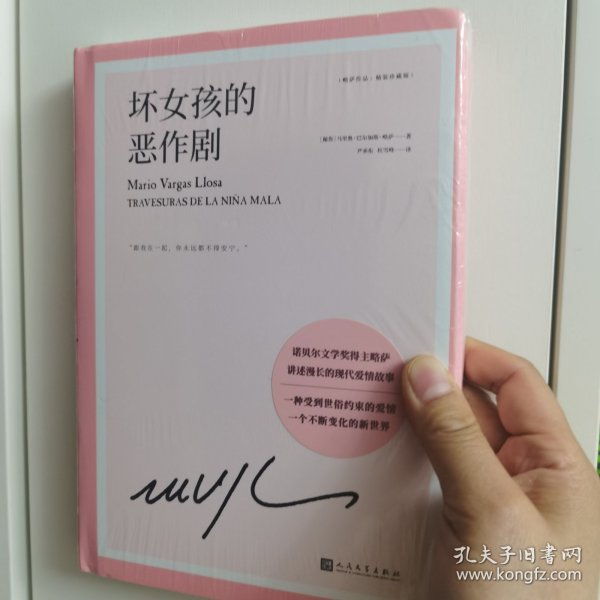 （略萨作品：精装珍藏版）
坏女孩的
恶作剧
[秘鲁]马里奥·巴尔加斯·略萨——著
尹承东 杜雪峰——译
Mario Vargas Llosa
TRAVESURAS DE LA NIÑA MALA
“跟我在一起，你永远都不得安宁。”
诺贝尔文学奖得主略萨
讲述漫长的现代爱情故事
一种受到世俗约束的爱情
一个不断变化的新世界
人民文学出版社
孔夫子旧书网
www.kongfz.com